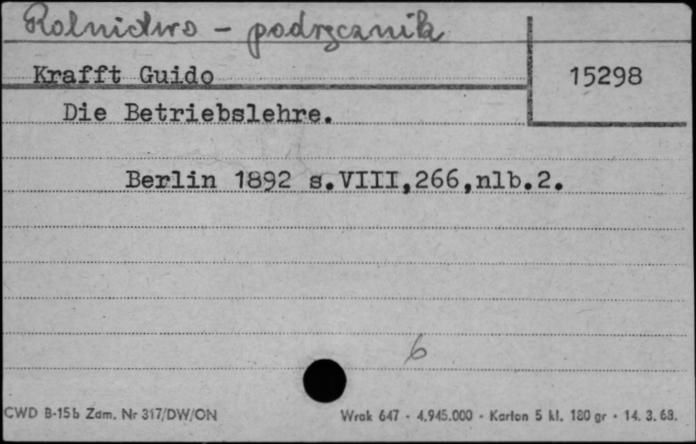 Rolnictwo - podręcznik
Krafft Guido
15298
Die Betriebslehre.
Berlin 1892 s.VIII,266,nlb.2.
6
CWD B-15b Zam. Nr 317/DW/ON
Wrak 647 - 4.945.000 - Karton 5 kl. 180 gr - 14. 3. 68.